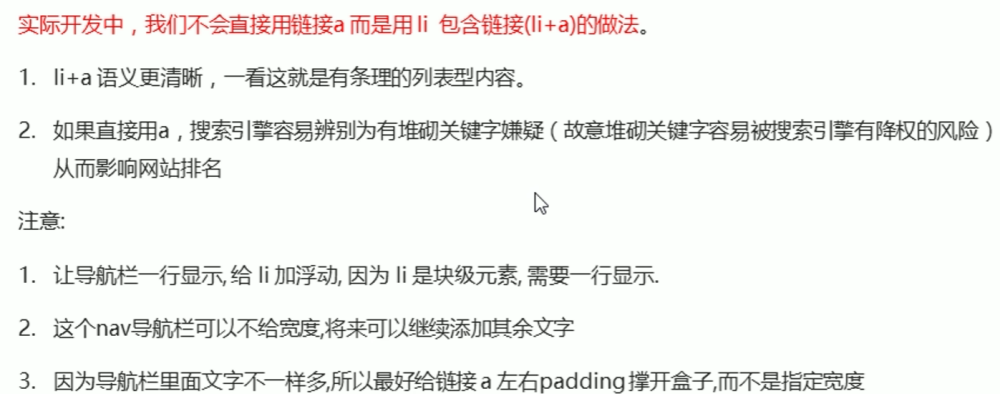 实际开发中，我们不会直接用链接a 而是用 li 包含链接(li+a)的做法。
1. li+a 语义更清晰，一看这就是有条理的列表型内容。
2. 如果直接用a，搜索引擎容易辨别为有堆砌关键字嫌疑（故意堆砌关键字容易被搜索引擎有降权的风险）
从而影响网站排名
注意:
1. 让导航栏一行显示, 给 li 加浮动, 因为 li 是块级元素, 需要一行显示.
2. 这个nav导航栏可以不给宽度,将来可以继续添加其余文字
3. 因为导航栏里面文字不一样多,所以最好给链接 a 左右padding 撑开盒子,而不是指定宽度